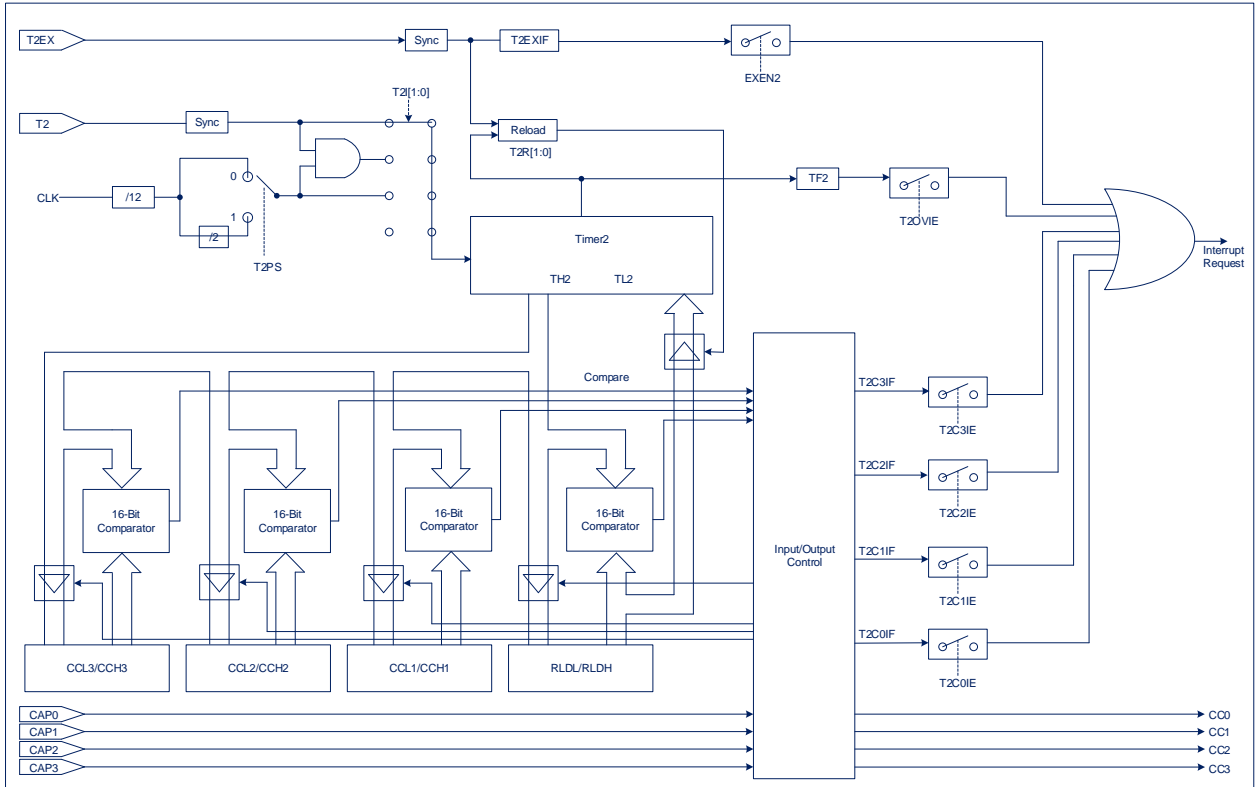 T2EX
Sync
T2EXIF
EXEN2
T2I[1:0]
T2
Sync
Reload
T2R[1:0]
0
CLK
/12
1
/2
T2PS
TF2
T2OVIE
Timer2
TH2 TL2
Interrupt
Request
Compare
T2C3IF
T2C3IE
T2C2IF
T2C2IE
16-Bit
Comparator
16-Bit
Comparator
16-Bit
Comparator
16-Bit
Comparator
Input/Output
Control
T2C1IF
T2C1IE
T2C0IF
T2C0IE
CCL3/CCH3
CCL2/CCH2
CCL1/CCH1
RLDL/RLDH
CAP0
CAP1
CAP2
CAP3
CC0
CC1
CC2
CC3